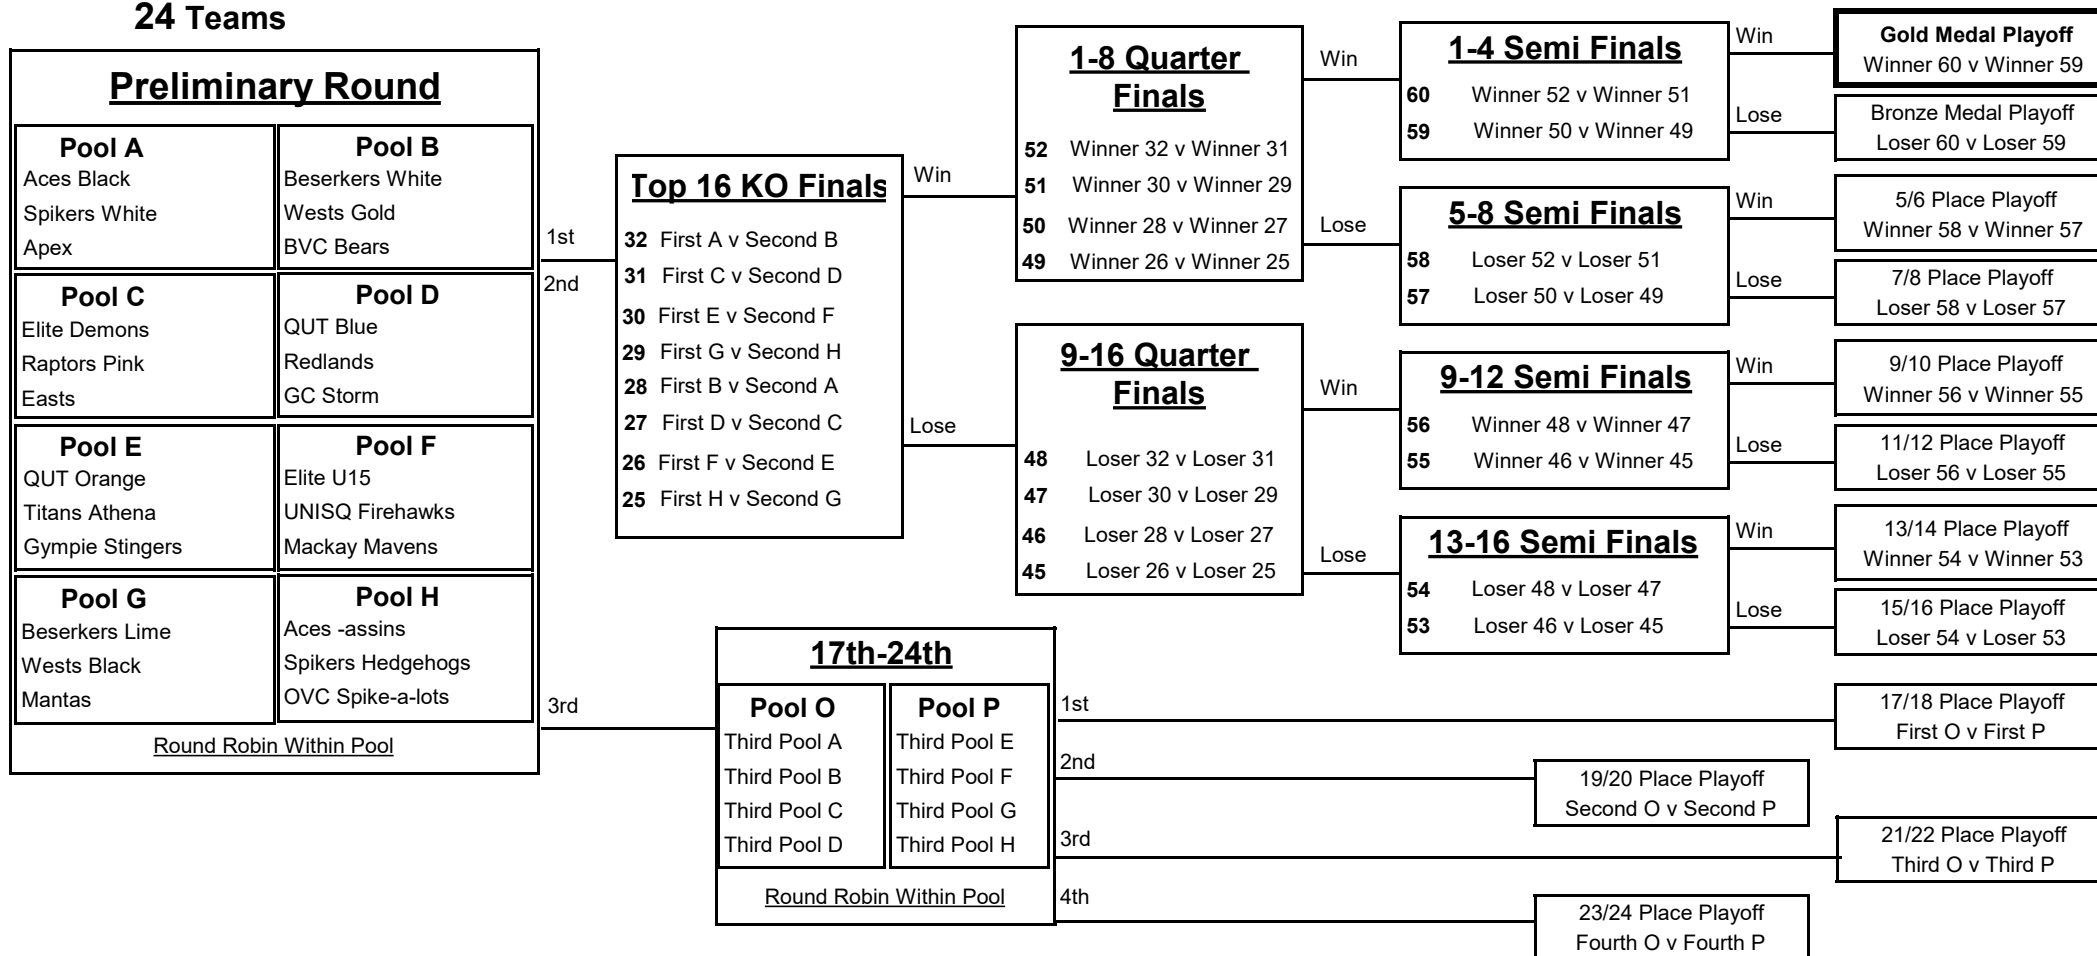 24 Teams
Preliminary Round
Pool A
Aces Black
Spikers White
Apex
Pool B
Beserkers White
Wests Gold
BVC Bears
Pool C
Elite Demons
Raptors Pink
Easts
Pool D
QUT Blue
Redlands
GC Storm
Pool E
QUT Orange
Titans Athena
Gympie Stingers
Pool F
Elite U15
UNISQ Firehawks
Mackay Mavens
Pool G
Beserkers Lime
Wests Black
Mantas
Pool H
Aces -assins
Spikers Hedgehogs
OVC Spike-a-lots
Round Robin Within Pool
1st
2nd
3rd
Top 16 KO Finals
32 First A v Second B
31 First C v Second D
30 First E v Second F
29 First G v Second H
28 First B v Second A
27 First D v Second C
26 First F v Second E
25 First H v Second G
Win
Lose
1-8 Quarter
Finals
52 Winner 32 v Winner 31
51 Winner 30 v Winner 29
50 Winner 28 v Winner 27
49 Winner 26 v Winner 25
Win
Lose
9-16 Quarter
Finals
48 Loser 32 v Loser 31
47 Loser 30 v Loser 29
46 Loser 28 v Loser 27
45 Loser 26 v Loser 25
Win
Lose
1-4 Semi Finals
60 Winner 52 v Winner 51
59 Winner 50 v Winner 49
Win
Lose
5-8 Semi Finals
58 Loser 52 v Loser 51
57 Loser 50 v Loser 49
Win
Lose
9-12 Semi Finals
56 Winner 48 v Winner 47
55 Winner 46 v Winner 45
Win
Lose
13-16 Semi Finals
54 Loser 48 v Loser 47
53 Loser 46 v Loser 45
Win
Lose
Gold Medal Playoff
Winner 60 v Winner 59
Bronze Medal Playoff
Loser 60 v Loser 59
5/6 Place Playoff
Winner 58 v Winner 57
7/8 Place Playoff
Loser 58 v Loser 57
9/10 Place Playoff
Winner 56 v Winner 55
11/12 Place Playoff
Loser 56 v Loser 55
13/14 Place Playoff
Winner 54 v Winner 53
15/16 Place Playoff
Loser 54 v Loser 53
17th-24th
Pool O
Third Pool A
Third Pool B
Third Pool C
Third Pool D
Pool P
Third Pool E
Third Pool F
Third Pool G
Third Pool H
Round Robin Within Pool
1st
2nd
3rd
4th
17/18 Place Playoff
First O v First P
19/20 Place Playoff
Second O v Second P
21/22 Place Playoff
Third O v Third P
23/24 Place Playoff
Fourth O v Fourth P